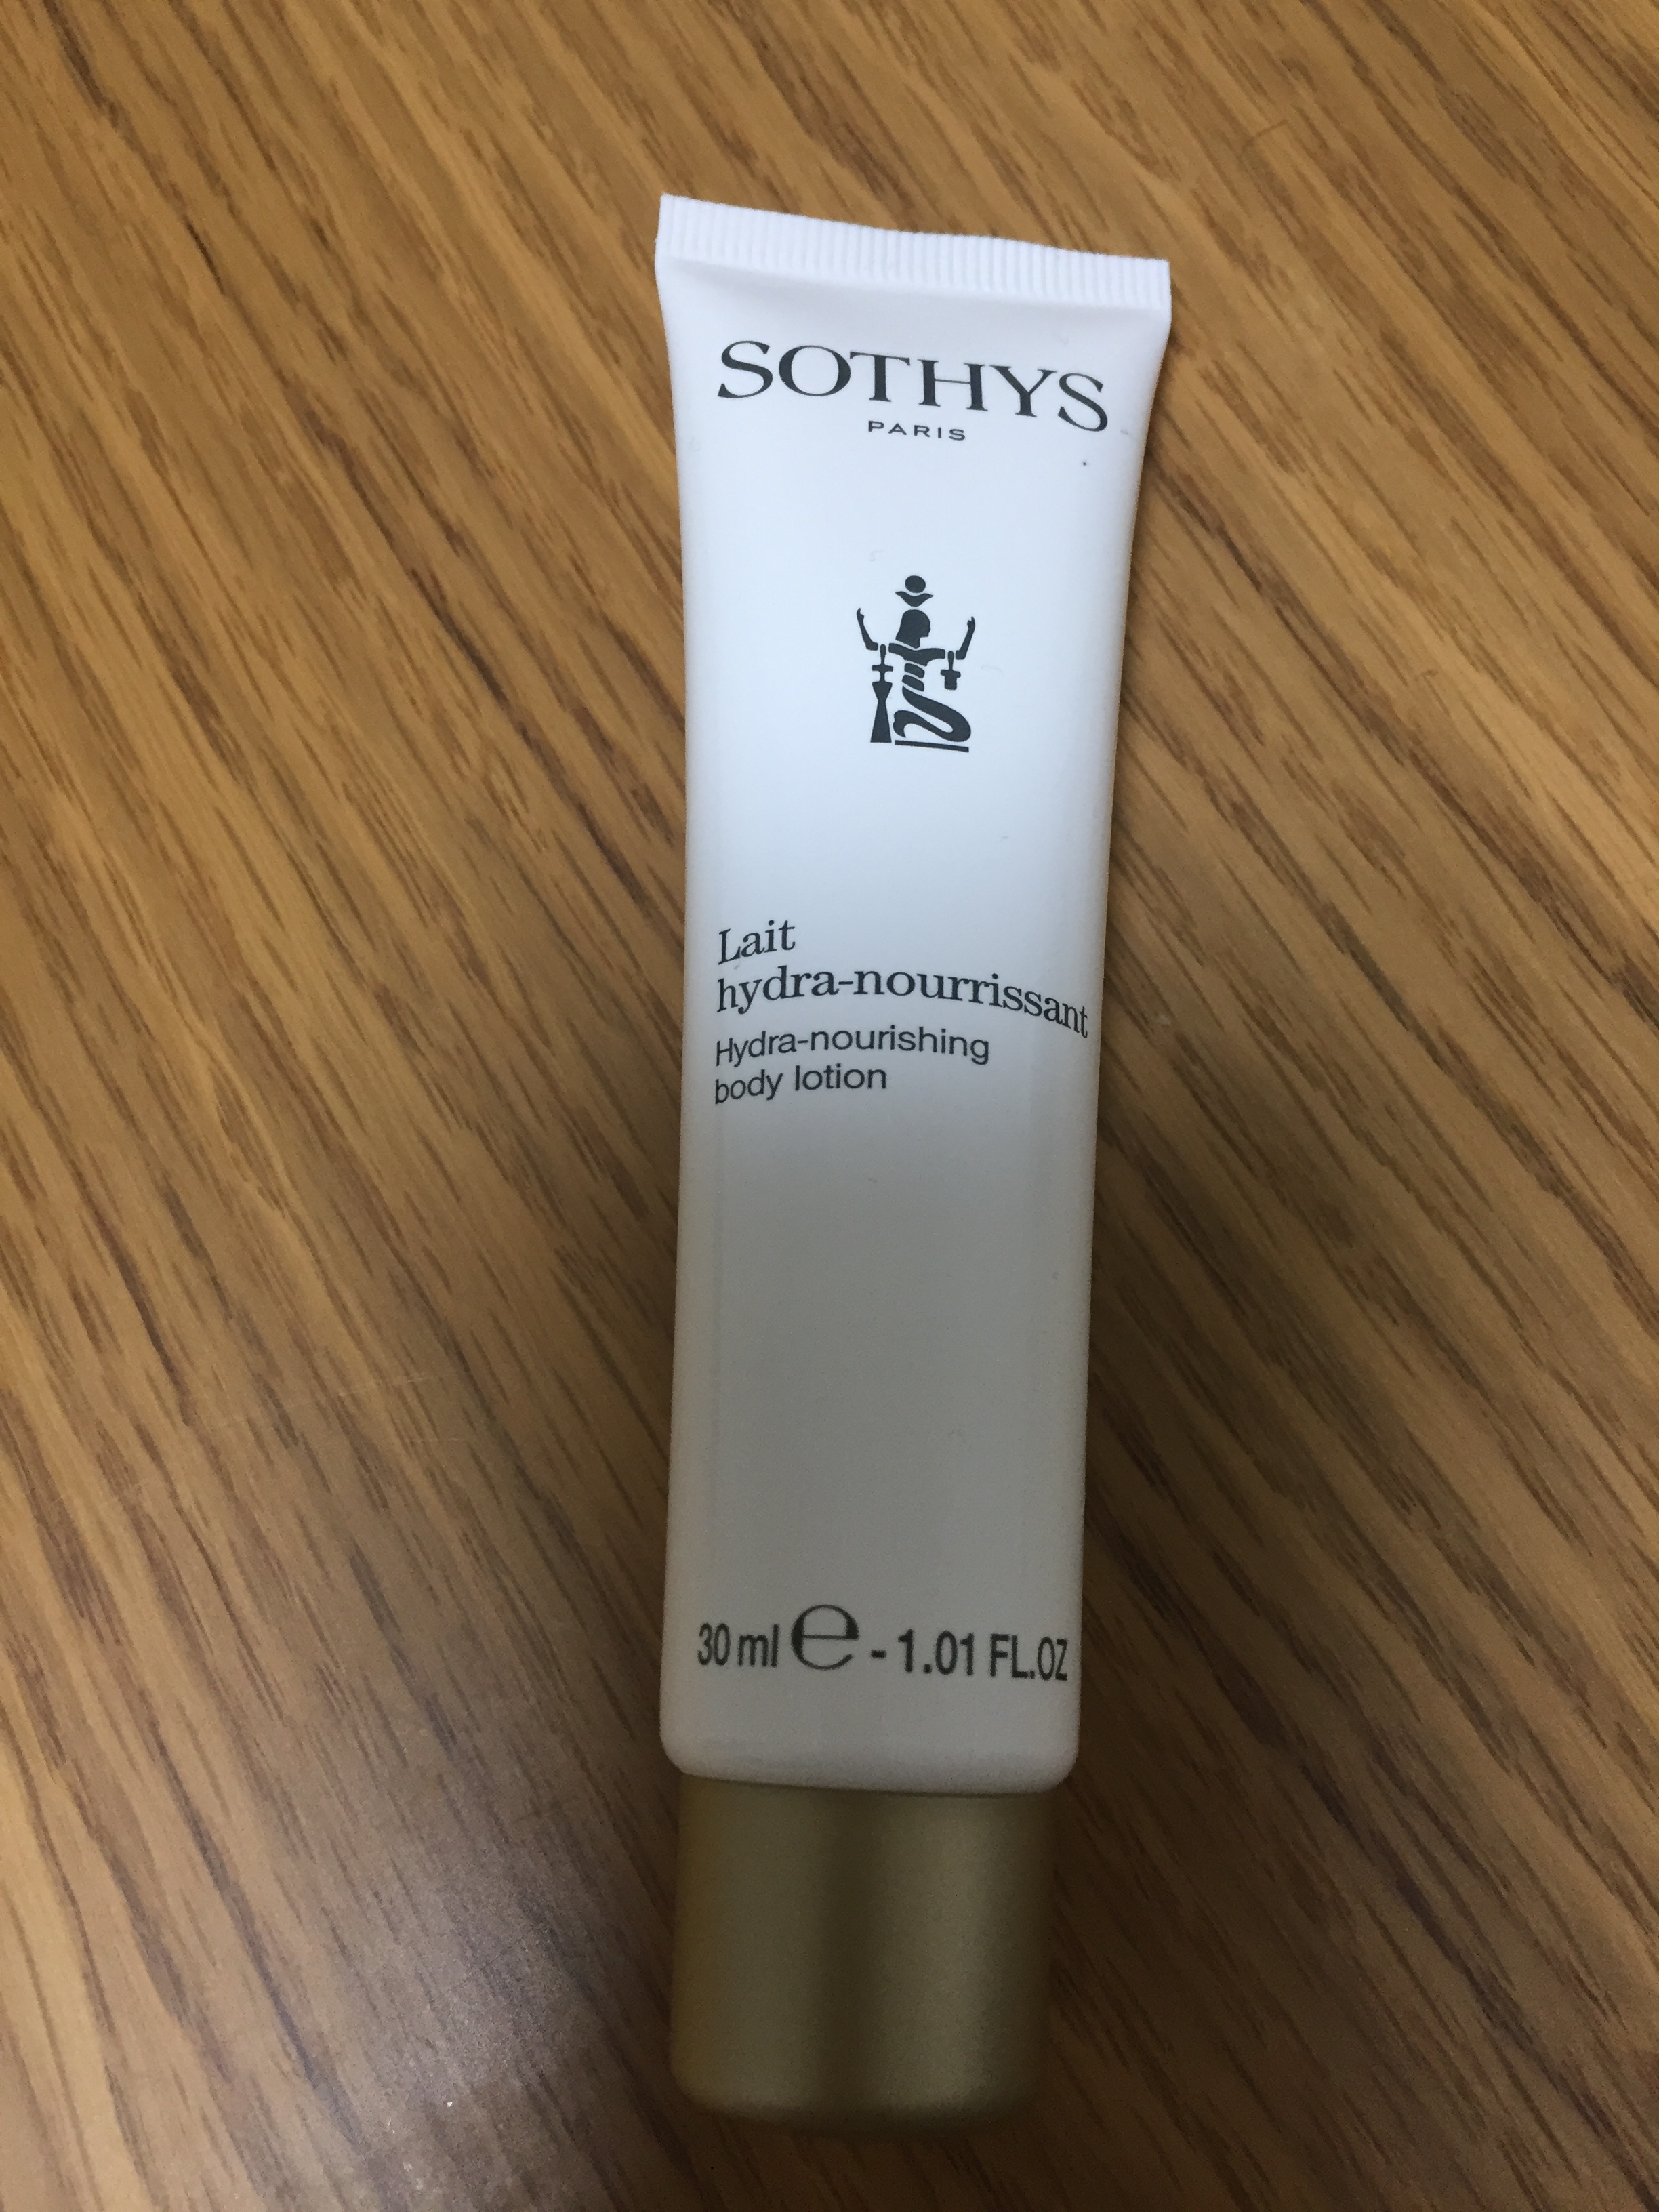 SOTHYS
PARIS
Lait
hydra-nourrissant
Hydra-nourishing
body lotion
30 ml ℮ - 1.01 FL.OZ